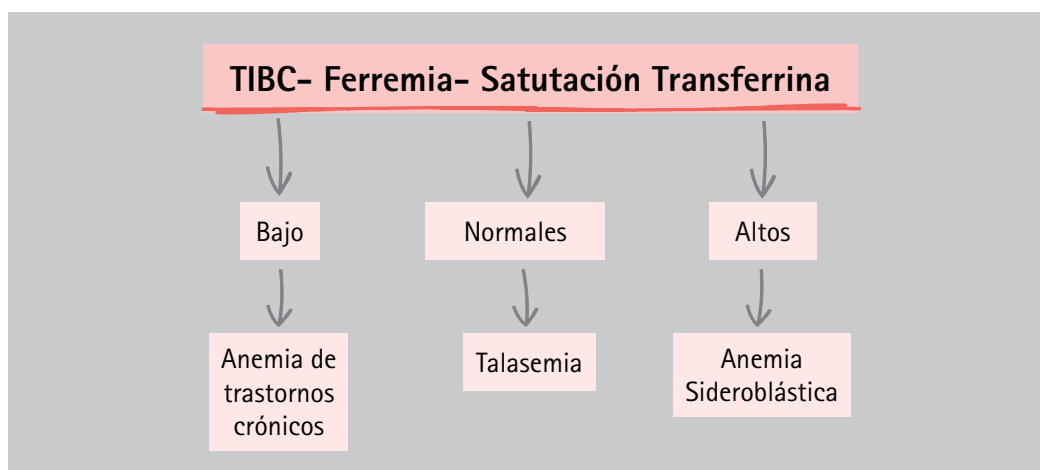 TIBC- Ferremia- Satutación Transferrina
Bajo
Normales
Altos
Anemia de
trastornos
crónicos
Talasemia
Anemia
Sideroblástica